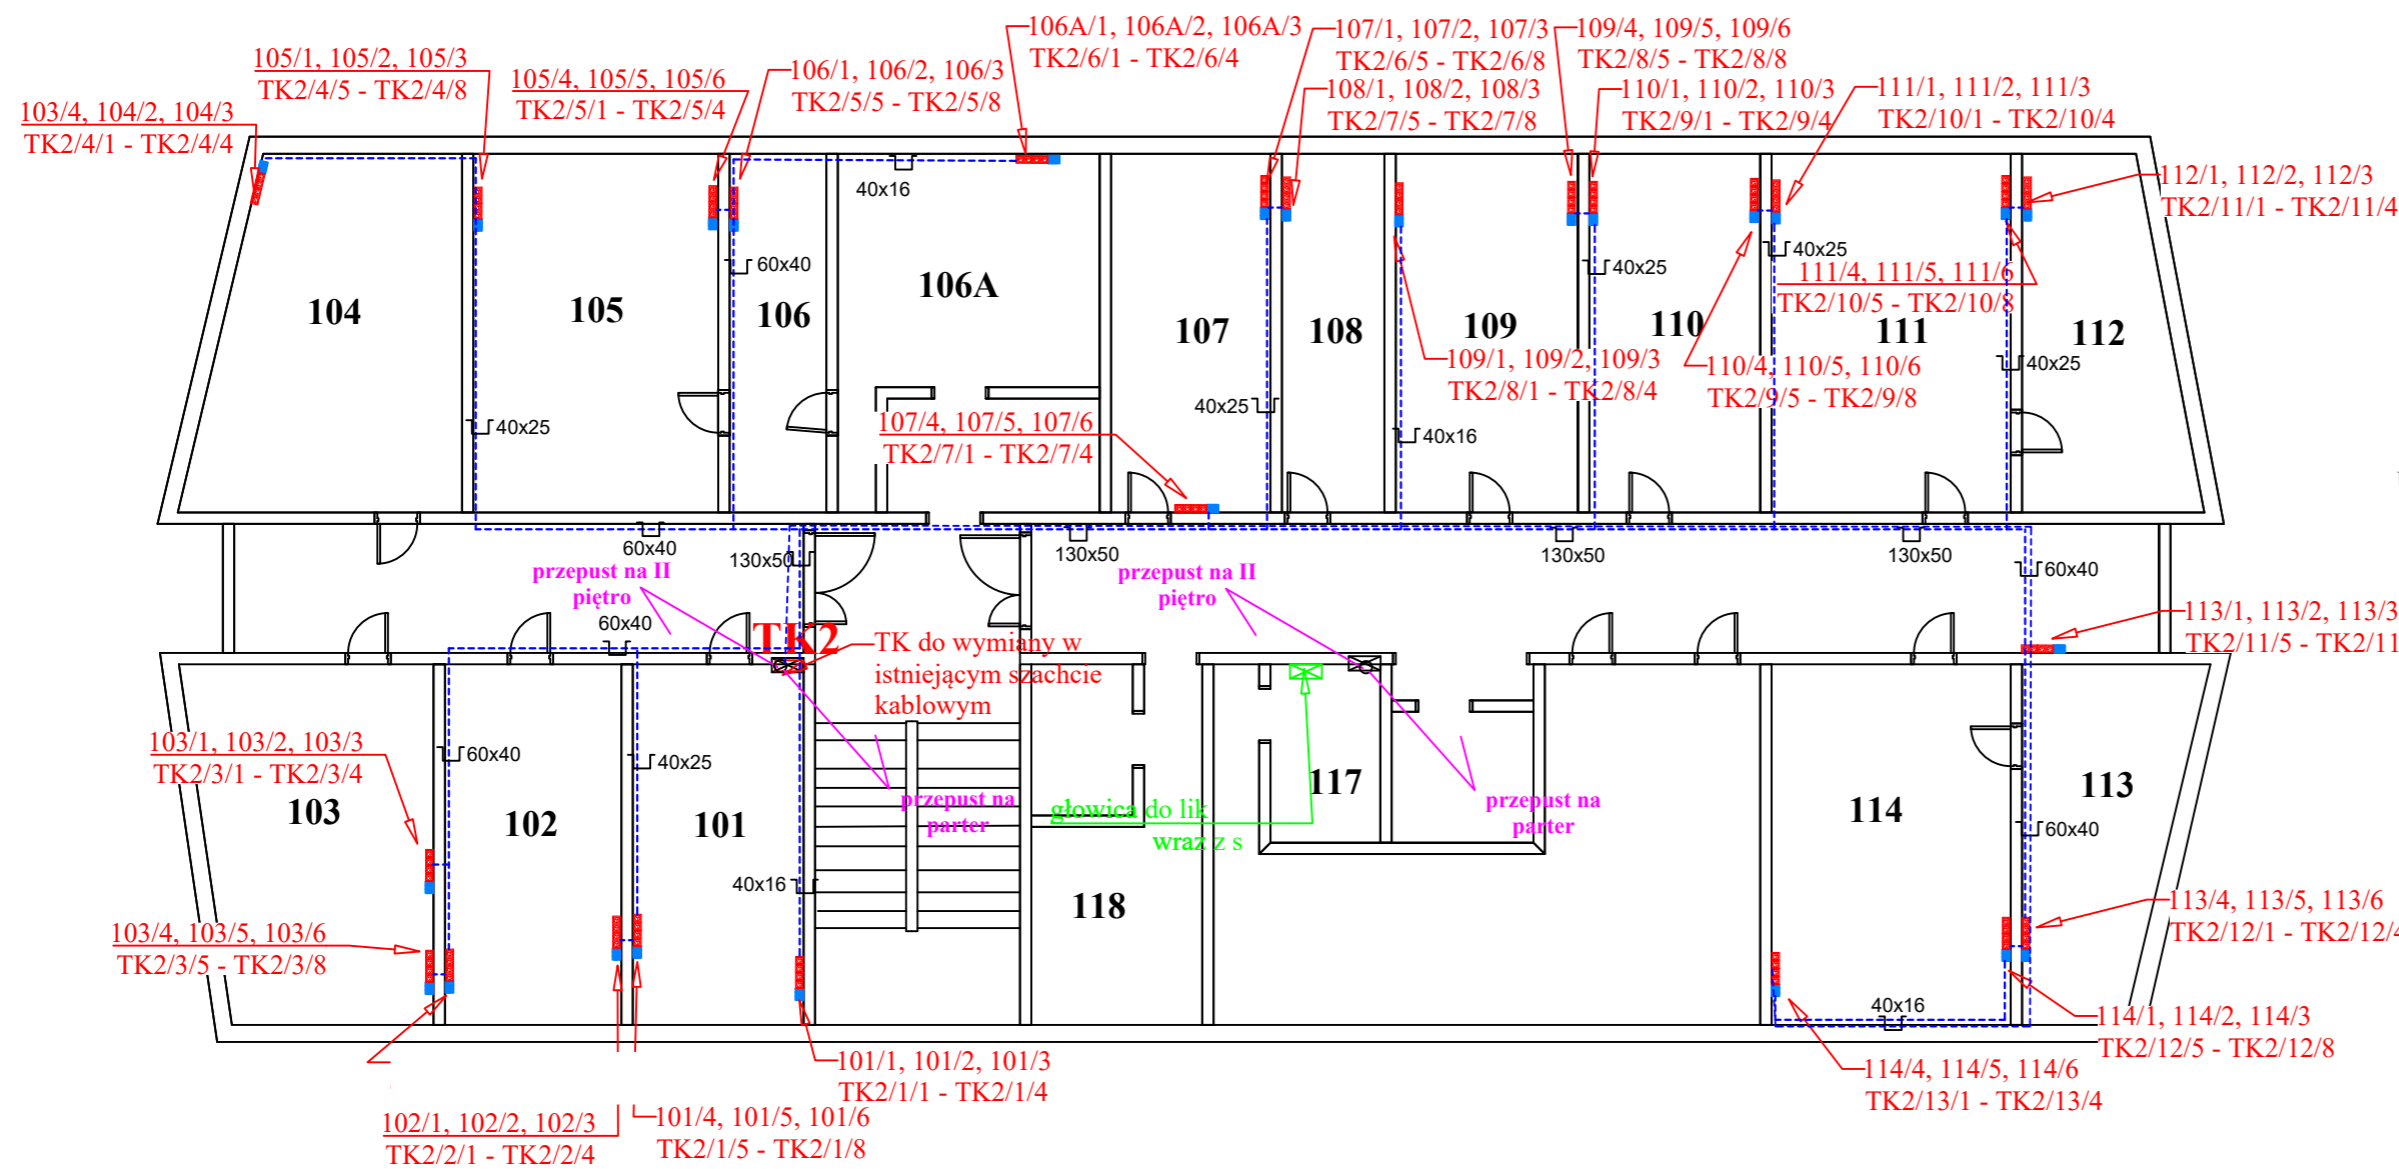 106A/1, 106A/2, 106A/3
TK2/6/1 - TK2/6/4
107/1, 107/2, 107/3
TK2/6/5 - TK2/6/8
109/4, 109/5, 109/6
TK2/8/5 - TK2/8/8
105/1, 105/2, 105/3
TK2/4/5 - TK2/4/8
105/4, 105/5, 105/6
TK2/5/1 - TK2/5/4
106/1, 106/2, 106/3
TK2/5/5 - TK2/5/8
108/1, 108/2, 108/3
TK2/7/5 - TK2/7/8
110/1, 110/2, 110/3
TK2/9/1 - TK2/9/4
111/1, 111/2, 111/3
TK2/10/1 - TK2/10/4
103/4, 104/2, 104/3
TK2/4/1 - TK2/4/4
112/1, 112/2, 112/3
TK2/11/1 - TK2/11/4
40x16
60x40
40x25
40x25
111/4, 111/5, 111/6
TK2/10/5 - TK2/10/8
104
105
106
106A
107
108
109
110
111
112
109/1, 109/2, 109/3
TK2/8/1 - TK2/8/4
110/4, 110/5, 110/6
TK2/9/5 - TK2/9/8
40x25
40x25
40x25
40x16
107/4, 107/5, 107/6
TK2/7/1 - TK2/7/4
60x40
130x50
130x50
130x50
130x50
60x40
przepust na II
piętro
przepust na II
piętro
60x40
TK2
TK do wymiany w
istniejącym szachcie
kablowym
113/1, 113/2, 113/3
TK2/11/5 - TK2/11
103/1, 103/2, 103/3
TK2/3/1 - TK2/3/4
60x40
40x25
103
102
101
przepust na
parter
głowica do lik
wraz z s
117
przepust na
parter
114
113
60x40
40x16
118
103/4, 103/5, 103/6
TK2/3/5 - TK2/3/8
113/4, 113/5, 113/6
TK2/12/1 - TK2/12/4
40x16
114/1, 114/2, 114/3
TK2/12/5 - TK2/12/8
101/1, 101/2, 101/3
TK2/1/1 - TK2/1/4
114/4, 114/5, 114/6
TK2/13/1 - TK2/13/4
102/1, 102/2, 102/3
TK2/2/1 - TK2/2/4
101/4, 101/5, 101/6
TK2/1/5 - TK2/1/8